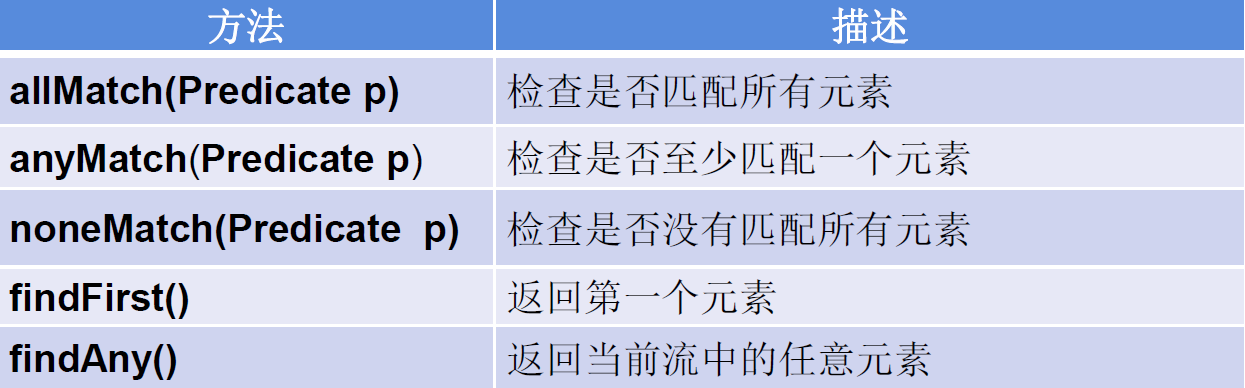 方法 描述
allMatch(Predicate p) 检查是否匹配所有元素
anyMatch(Predicate p) 检查是否至少匹配一个元素
noneMatch(Predicate  p) 检查是否没有匹配所有元素
findFirst() 返回第一个元素
findAny() 返回当前流中的任意元素